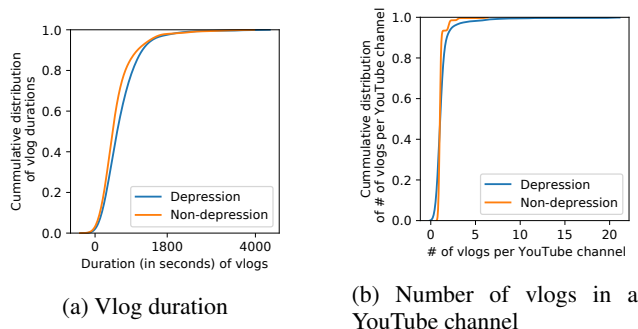 Cummulative distribution
of vlog durations
1.0
0.8
0.6
0.4
0.2
0.0
Depression
Non-depression
0 1800 4000
Duration (in seconds) of vlogs
(a) Vlog duration
Cummulative distribution
of # of vlogs per YouTube channel
1.0
0.8
0.6
0.4
0.2
0.0
Depression
Non-depression
0 5 10 15 20
# of vlogs per YouTube channel
(b) Number of vlogs in a
YouTube channel